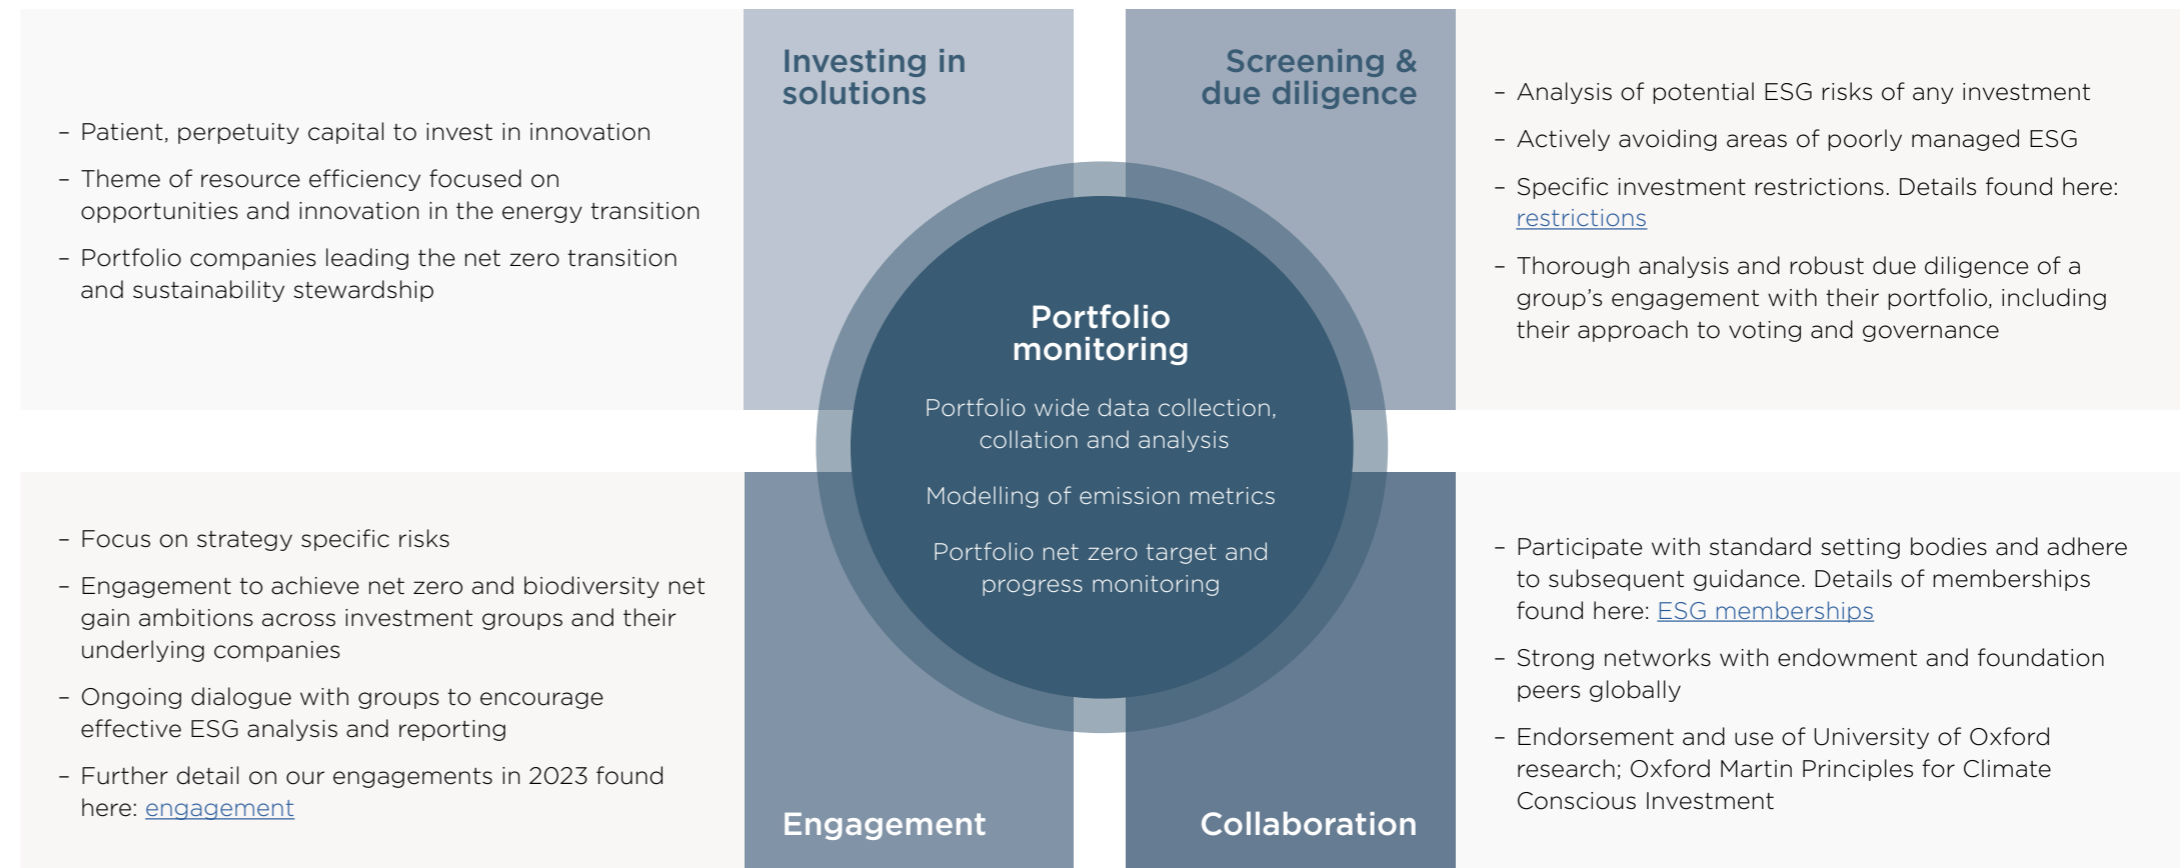 Investing in
solutions
– Patient, perpetuity capital to invest in innovation
– Theme of resource efficiency focused on
opportunities and innovation in the energy transition
– Portfolio companies leading the net zero transition
and sustainability stewardship
Screening &
due diligence
– Analysis of potential ESG risks of any investment
– Actively avoiding areas of poorly managed ESG
– Specific investment restrictions. Details found here:
restrictions
– Thorough analysis and robust due diligence of a
group’s engagement with their portfolio, including
their approach to voting and governance
Portfolio
monitoring
Portfolio wide data collection,
collation and analysis
Modelling of emission metrics
Portfolio net zero target and
progress monitoring
– Focus on strategy specific risks
– Engagement to achieve net zero and biodiversity net
gain ambitions across investment groups and their
underlying companies
– Ongoing dialogue with groups to encourage
effective ESG analysis and reporting
– Further detail on our engagements in 2023 found
here: engagement
Engagement
– Participate with standard setting bodies and adhere
to subsequent guidance. Details of memberships
found here: ESG memberships
– Strong networks with endowment and foundation
peers globally
– Endorsement and use of University of Oxford
research; Oxford Martin Principles for Climate
Conscious Investment
Collaboration